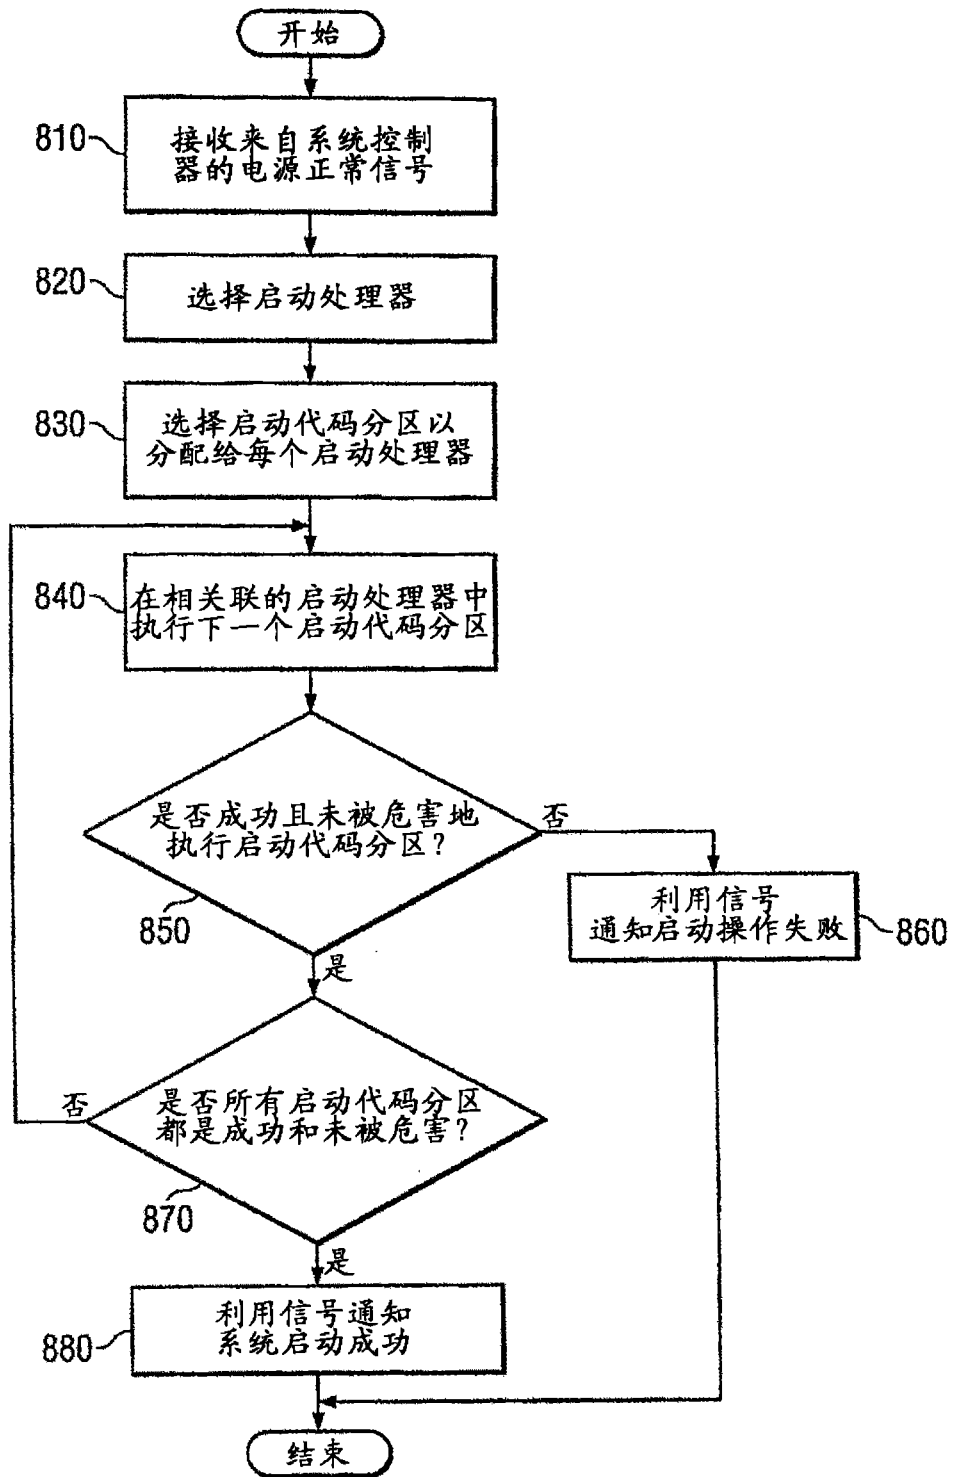 开始
810
接收来自系统控制
器的电源正常信号
820
选择启动处理器
830
选择启动代码分区以
分配给每个启动处理器
840
在相关联的启动处理器中
执行下一个启动代码分区
是否成功且未被危害地
执行启动代码分区?
否
850
利用信号
通知启动操作失败
860
是
否
是否所有启动代码分区
都是成功和未被危害?
870
是
利用信号通知
系统启动成功
880
结束